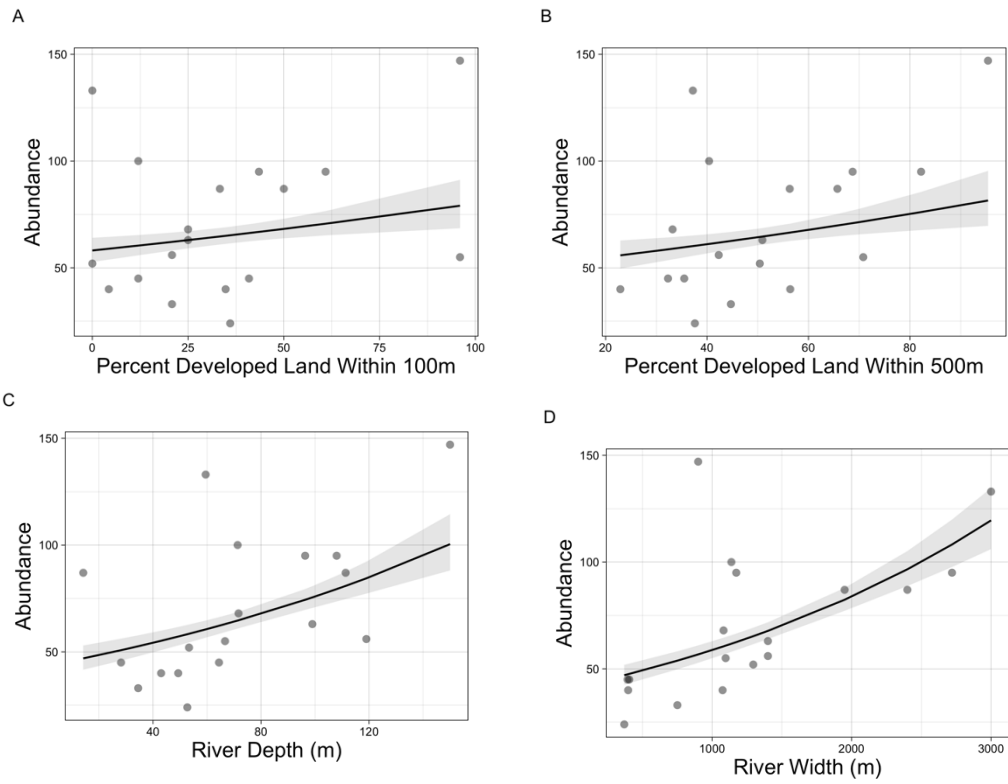 A
B
150
100
50
Abundance
0
25
50
75
100
Percent Developed Land Within 100m
150
100
50
Abundance
20
40
60
80
Percent Developed Land Within 500m
C
D
150
100
50
Abundance
40
80
120
River Depth (m)
150
100
50
Abundance
1000
2000
3000
River Width (m)